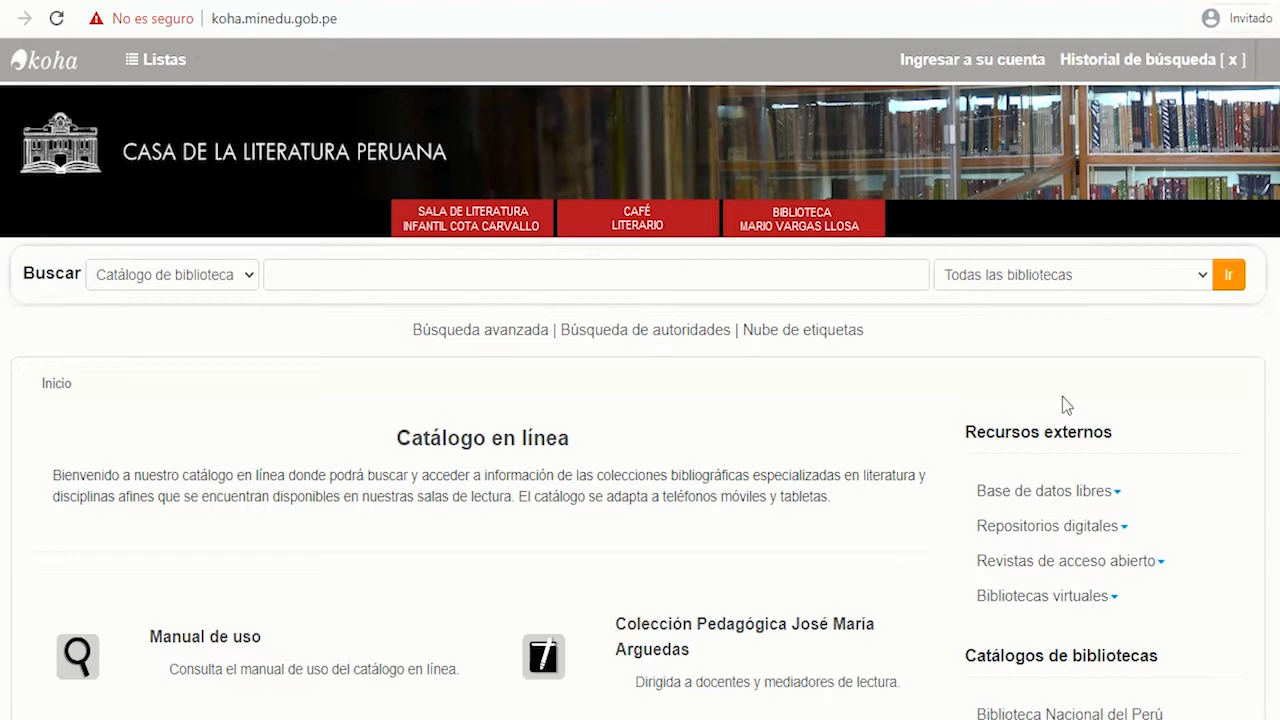 No es seguro
koha.minedu.gob.pe
Invitado
koha
Listas
Ingresar a su cuenta
Historial de búsqueda [ x ]
CASA DE LA LITERATURA PERUANA
SALA DE LITERATURA
INFANTIL COTA CARVALLO
CAFÉ
LITERARIO
BIBLIOTECA
MARIO VARGAS LLOSA
Buscar
Catálogo de biblioteca
Todas las bibliotecas
Ir
Búsqueda avanzada | Búsqueda de autoridades | Nube de etiquetas
Inicio
Catálogo en línea
Bienvenido a nuestro catálogo en línea donde podrá buscar y acceder a información de las colecciones bibliográficas especializadas en literatura y
disciplinas afines que se encuentran disponibles en nuestras salas de lectura. El catálogo se adapta a teléfonos móviles y tabletas.
Manual de uso
Consulta el manual de uso del catálogo en línea.
Colección Pedagógica José María
Arguedas
Dirigida a docentes y mediadores de lectura.
Recursos externos
Base de datos libres
Repositorios digitales
Revistas de acceso abierto
Bibliotecas virtuales
Catálogos de bibliotecas
Biblioteca Nacional del Perú